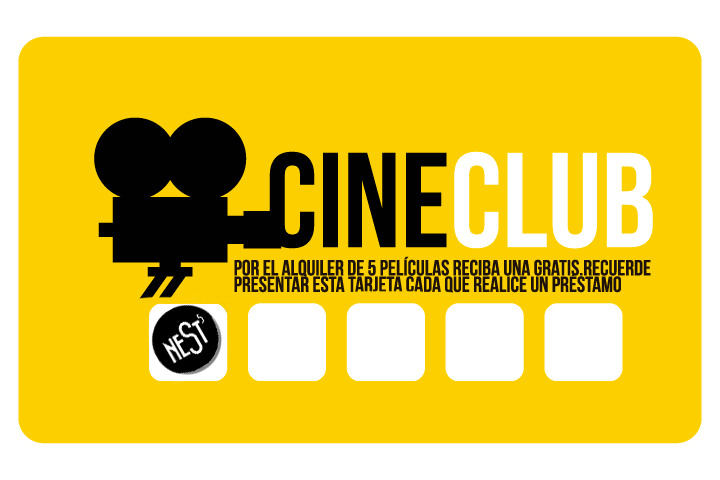 CINECLUB
POR EL ALQUILER DE 5 PELÍCULAS RECIBA UNA GRATIS.RECUERDE
PRESENTAR ESTA TARJETA CADA QUE REALICE UN PRÉSTAMO
NEST's